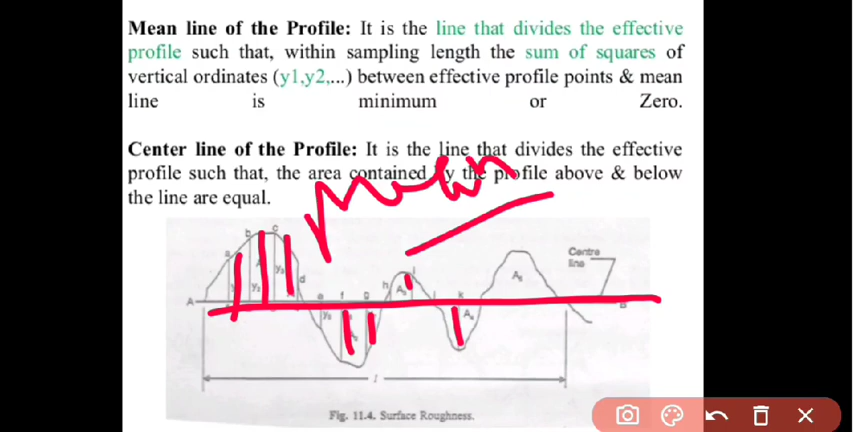 Mean line of the Profile: It is the line that divides the effective
profile such that, within sampling length the sum of squares of
vertical ordinates (y1,y2,...) between effective profile points & mean
line is minimum or Zero.
Center line of the Profile: It is the line that divides the effective
profile such that, the area contained by the profile above & below
the line are equal.
Mean
Centre
line
a b c d e f g h k
A
A
l
Fig. 11.4. Surface Roughness.